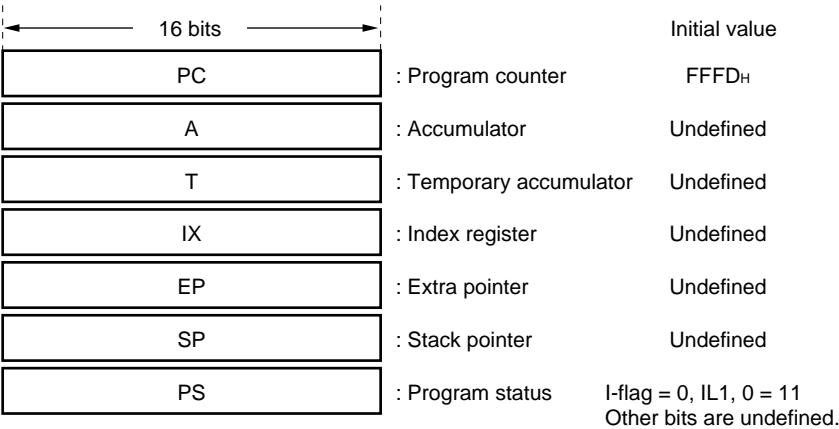 16 bits Initial value
PC : Program counter FFFDH
A : Accumulator Undefined
T : Temporary accumulator Undefined
IX : Index register Undefined
EP : Extra pointer Undefined
SP : Stack pointer Undefined
PS : Program status I-flag = 0, IL1, 0 = 11
Other bits are undefined.